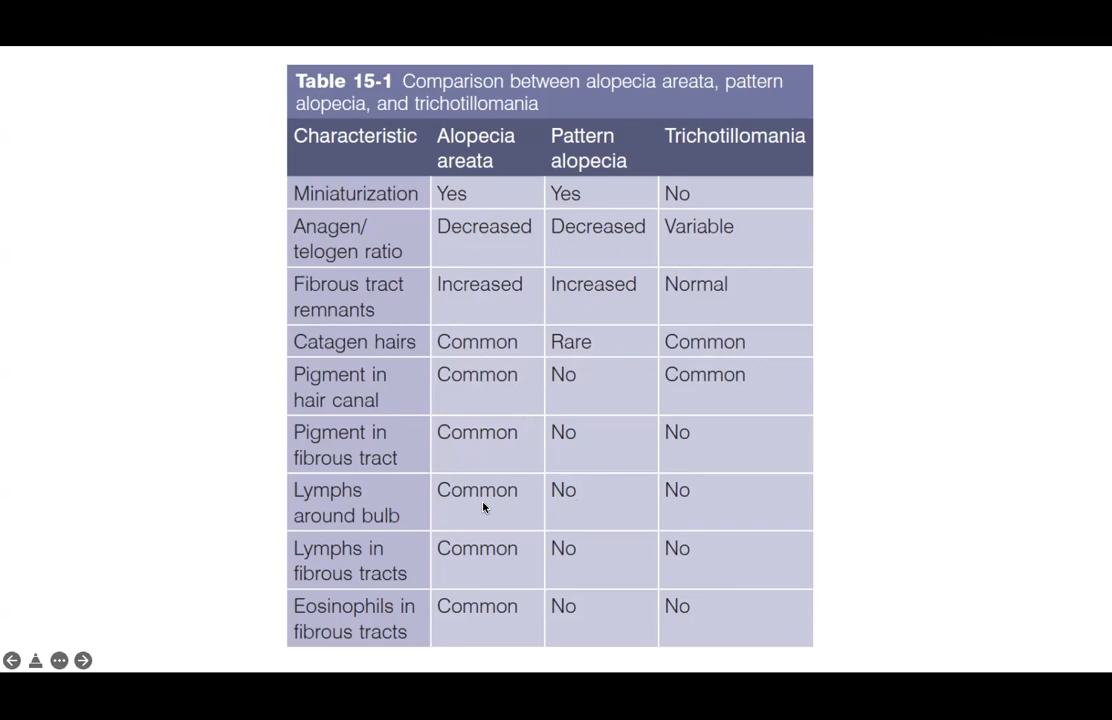 Table 15-1 Comparison between alopecia areata, pattern
alopecia, and trichotillomania
Characteristic Alopecia areata Pattern alopecia Trichotillomania
Miniaturization Yes Yes No
Anagen/ telogen ratio Decreased Decreased Variable
Fibrous tract remnants Increased Increased Normal
Catagen hairs Common Rare Common
Pigment in hair canal Common No Common
Pigment in fibrous tract Common No No
Lymphs around bulb Common No No
Lymphs in fibrous tracts Common No No
Eosinophils in fibrous tracts Common No No